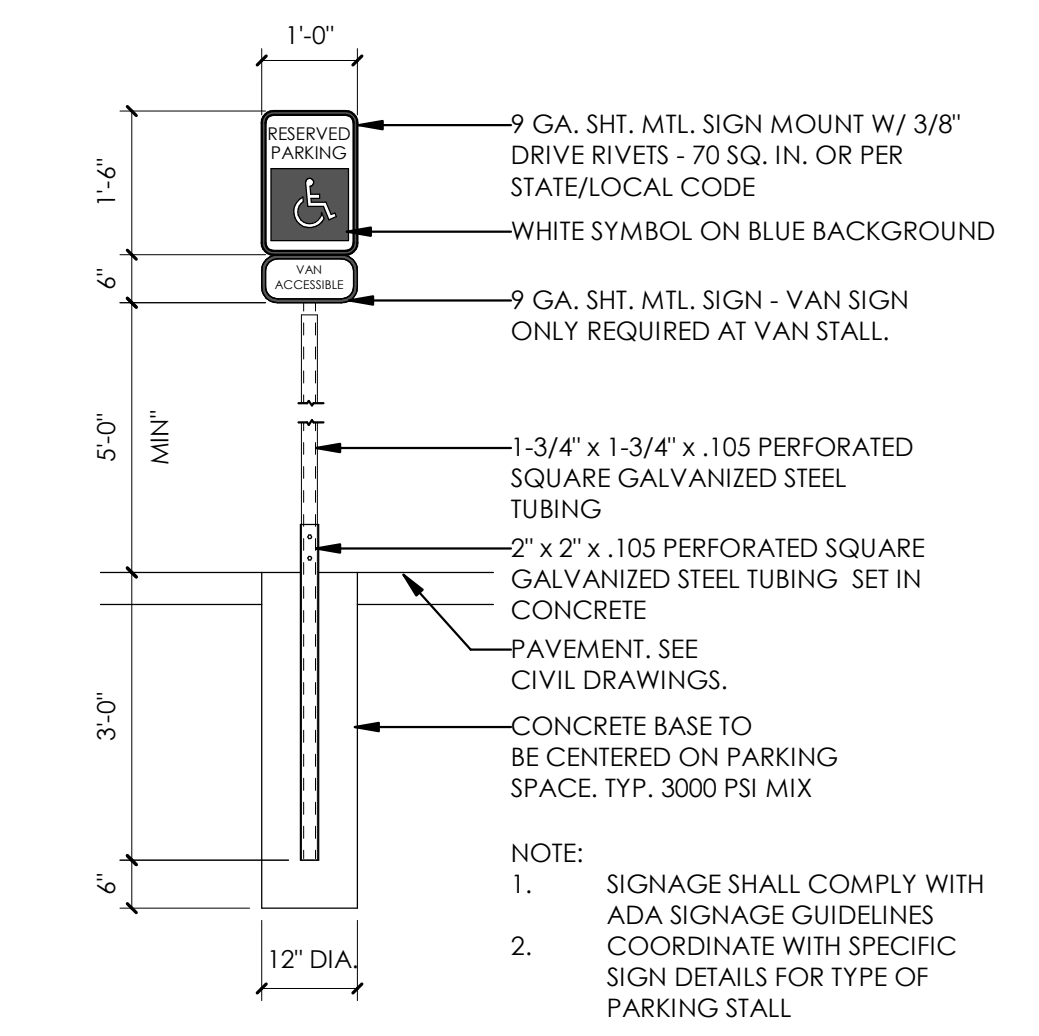 1'-0"
RESERVED
PARKING
VAN
ACCESSIBLE
1'-6"
6"
5'-0"
MIN"
3'-0"
6"
12" DIA.
9 GA. SHT. MTL. SIGN MOUNT W/ 3/8"
DRIVE RIVETS - 70 SQ. IN. OR PER
STATE/LOCAL CODE
WHITE SYMBOL ON BLUE BACKGROUND
9 GA. SHT. MTL. SIGN - VAN SIGN
ONLY REQUIRED AT VAN STALL.
1-3/4" x 1-3/4" x .105 PERFORATED
SQUARE GALVANIZED STEEL
TUBING
2" x 2" x .105 PERFORATED SQUARE
GALVANIZED STEEL TUBING SET IN
CONCRETE
PAVEMENT. SEE
CIVIL DRAWINGS.
CONCRETE BASE TO
BE CENTERED ON PARKING
SPACE. TYP. 3000 PSI MIX
NOTE:
1. SIGNAGE SHALL COMPLY WITH
ADA SIGNAGE GUIDELINES
2. COORDINATE WITH SPECIFIC
SIGN DETAILS FOR TYPE OF
PARKING STALL